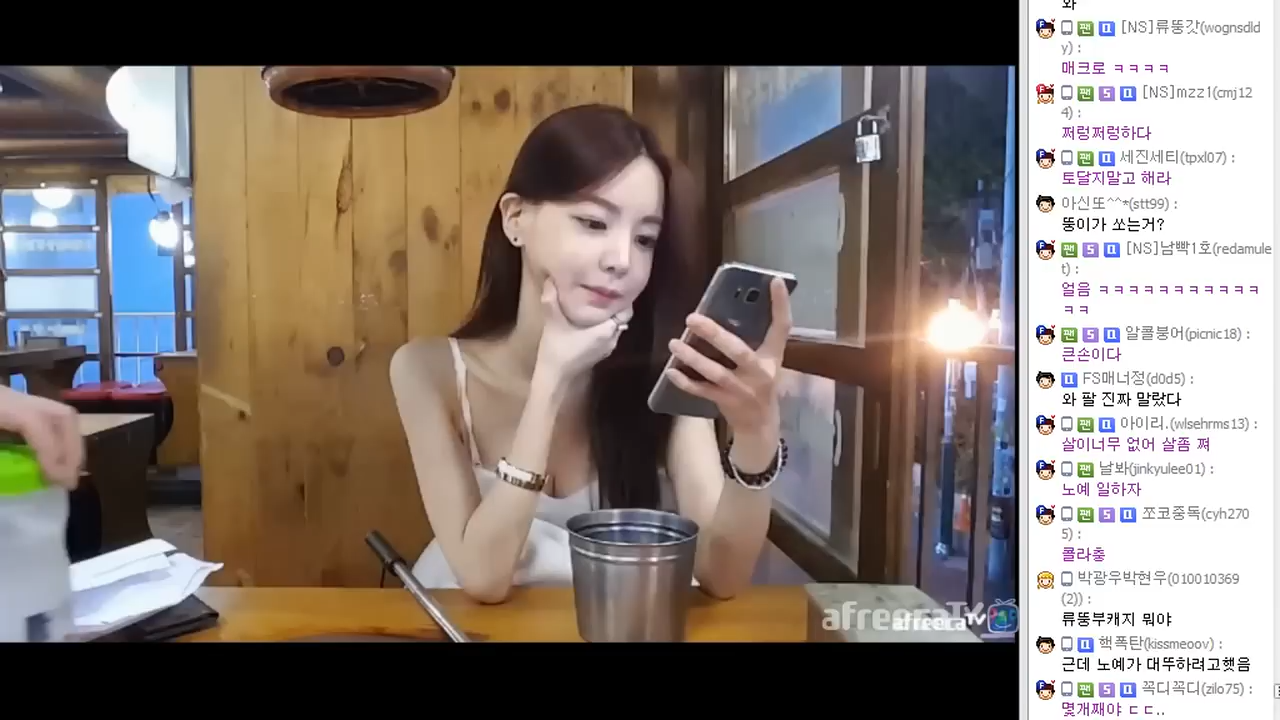 와
[NS]류뚱갓(wognsdld
y) :
매크로 ㅋㅋㅋㅋ
[NS]mzz1(cmj12
4) :
쩌렁쩌렁하다
세진세티(tpxl07) :
토달지말고 해라
아신또^^*(stt99) :
뚱이가 쏘는거?
[NS]남빡1호(redamule
t) :
얼음 ㅋㅋㅋㅋㅋㅋㅋㅋㅋㅋㅋ
ㅋㅋ
알콜붕어(picnic18) :
큰손이다
FS매너정(d0d5) :
와 팔 진짜 말랐다
아이리.(wlsehrms13) :
살이너무 없어 살좀 쪄
날봐(jinkyulee01) :
노예 일하자
쪼코중독(cyh270
5) :
콜라충
박광우박현우(010010369
(2)) :
류뚱부캐지 뭐야
핵폭탄(kissmeoov) :
근데 노예가 대뚜하려고햇음
꼭디꼭디(zilo75) :
몇개째야 ㄷㄷ..
afreecaTV
afreecaTV